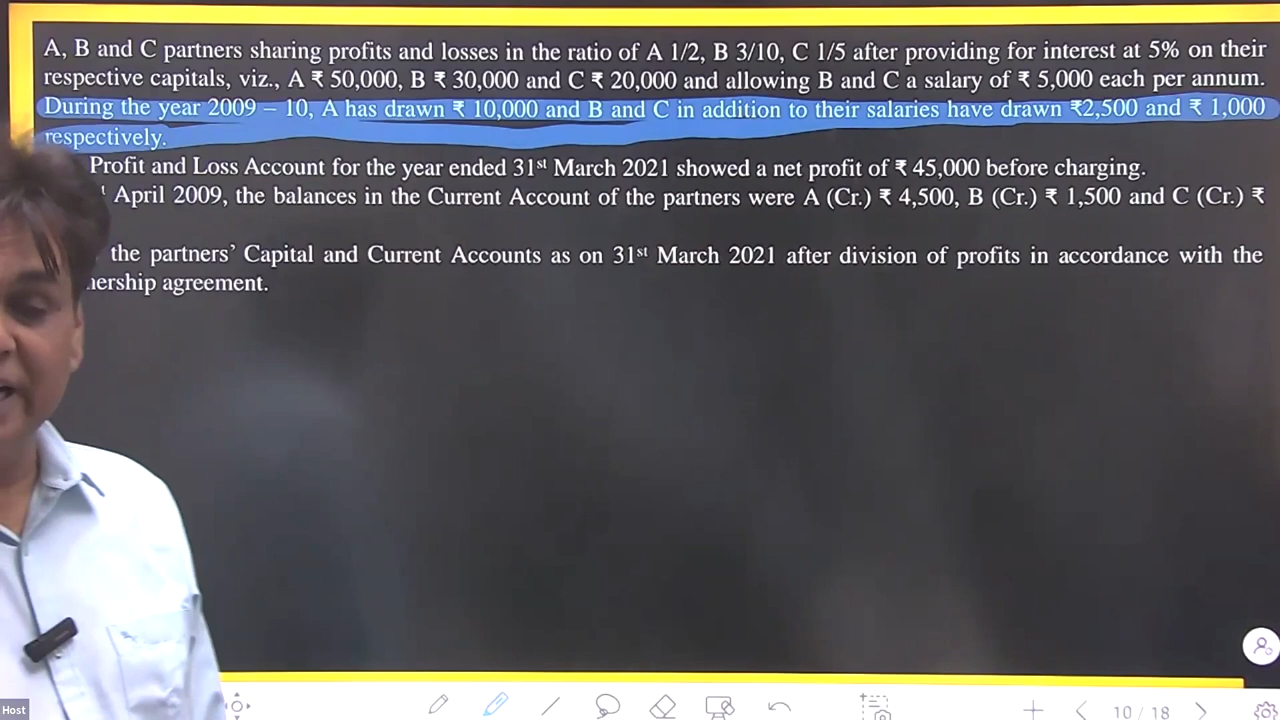 A, B and C partners sharing profits and losses in the ratio of A 1/2, B 3/10, C 1/5 after providing for interest at 5% on their
respective capitals, viz., A ₹ 50,000, B ₹ 30,000 and C ₹ 20,000 and allowing B and C a salary of ₹ 5,000 each per annum.
During the year 2009 – 10, A has drawn ₹ 10,000 and B and C in addition to their salaries have drawn ₹2,500 and ₹ 1,000
respectively.
Profit and Loss Account for the year ended 31st March 2021 showed a net profit of ₹ 45,000 before charging.
April 2009, the balances in the Current Account of the partners were A (Cr.) ₹ 4,500, B (Cr.) ₹ 1,500 and C (Cr.) ₹
the partners' Capital and Current Accounts as on 31st March 2021 after division of profits in accordance with the
agreement.
Host
10 / 18